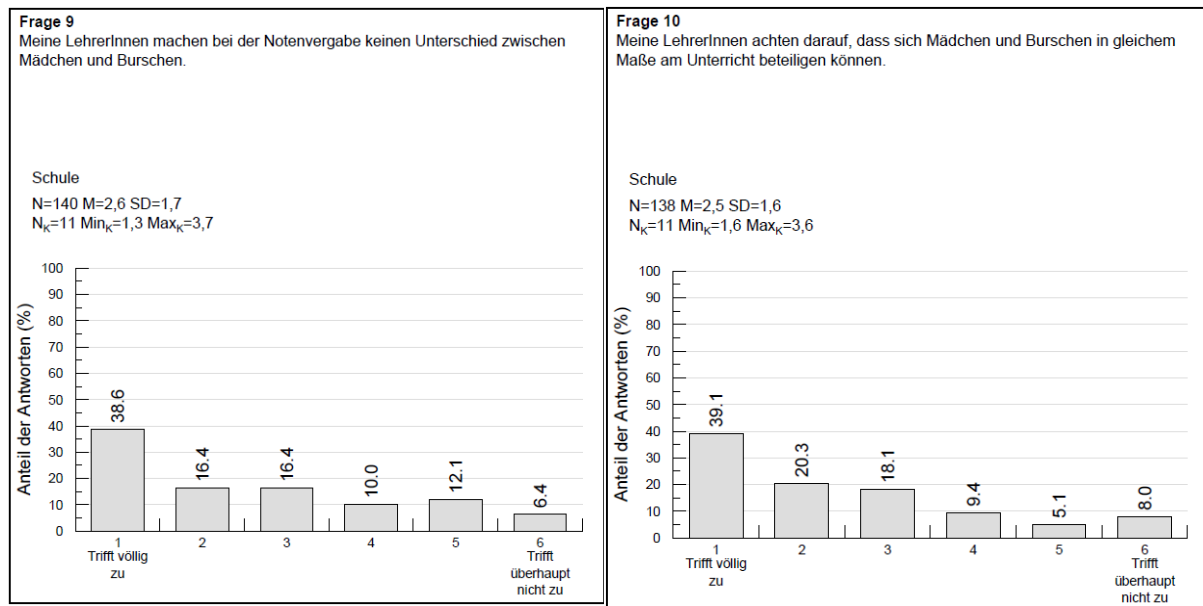 Frage 9
Meine LehrerInnen machen bei der Notenvergabe keinen Unterschied zwischen
Mädchen und Burschen.
Schule
N=140 M=2,6 SD=1,7
N_K=11 Min_K=1,3 Max_K=3,7
Anteil der Antworten (%)
100
90
80
70
60
50
40
30
20
10
0
38.6
16.4
16.4
10.0
12.1
6.4
1 2 3 4 5 6
Trifft völlig
zu
Trifft
überhaupt
nicht zu
Frage 10
Meine LehrerInnen achten darauf, dass sich Mädchen und Burschen in gleichem
Maße am Unterricht beteiligen können.
Schule
N=138 M=2,5 SD=1,6
N_K=11 Min_K=1,6 Max_K=3,6
Anteil der Antworten (%)
100
90
80
70
60
50
40
30
20
10
0
39.1
20.3
18.1
9.4
5.1
8.0
1 2 3 4 5 6
Trifft völlig
zu
Trifft
überhaupt
nicht zu